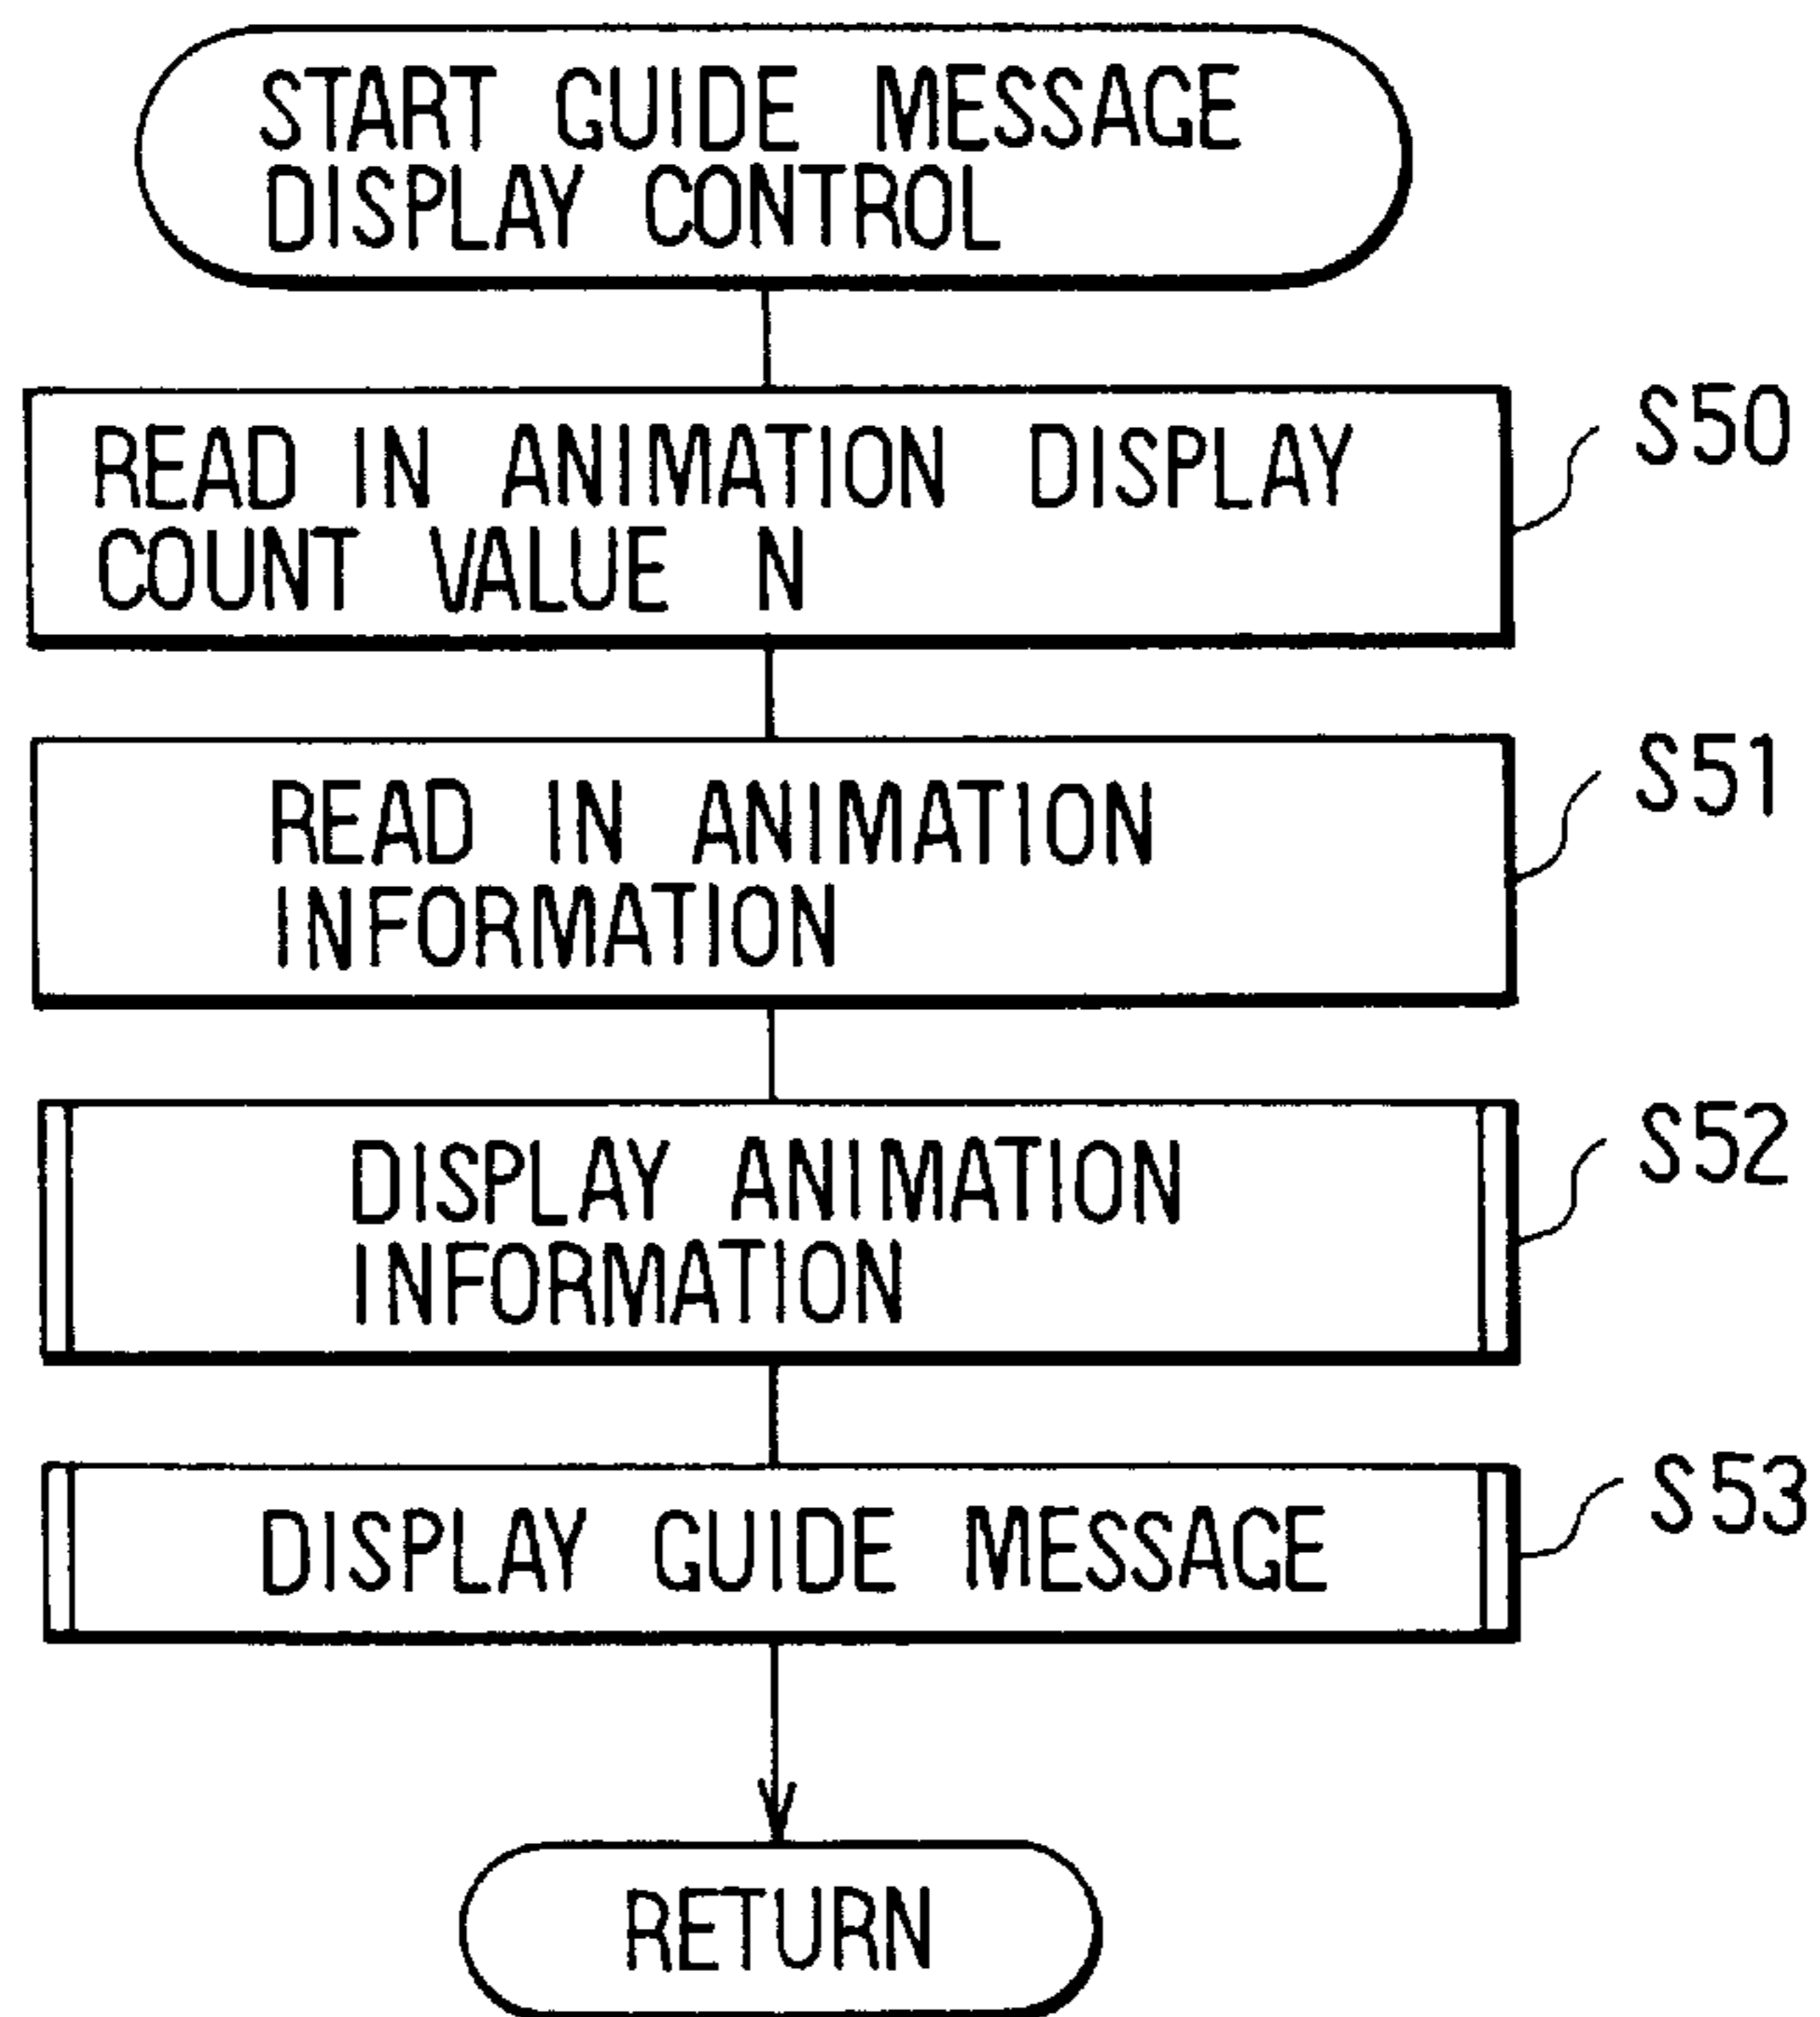 START GUIDE MESSAGE
DISPLAY CONTROL
READ IN ANIMATION DISPLAY
COUNT VALUE N
S50
READ IN ANIMATION
INFORMATION
S51
DISPLAY ANIMATION
INFORMATION
S52
DISPLAY GUIDE MESSAGE
S53
RETURN